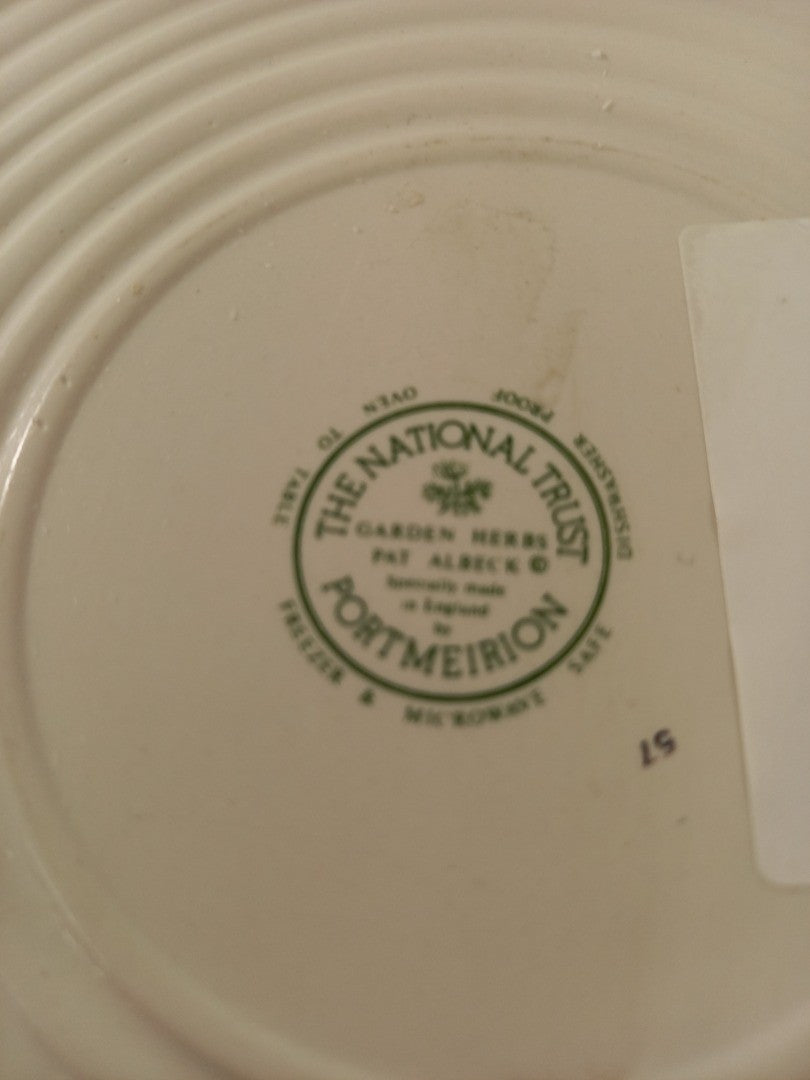 OVEN TO TABLE
DISHWASHER PROOF
THE NATIONAL TRUST
GARDEN HERBS
PAT ALBECK ©
Specially made
in England
by
PORTMEIRION
FREEZER & MICROWAVE SAFE
57